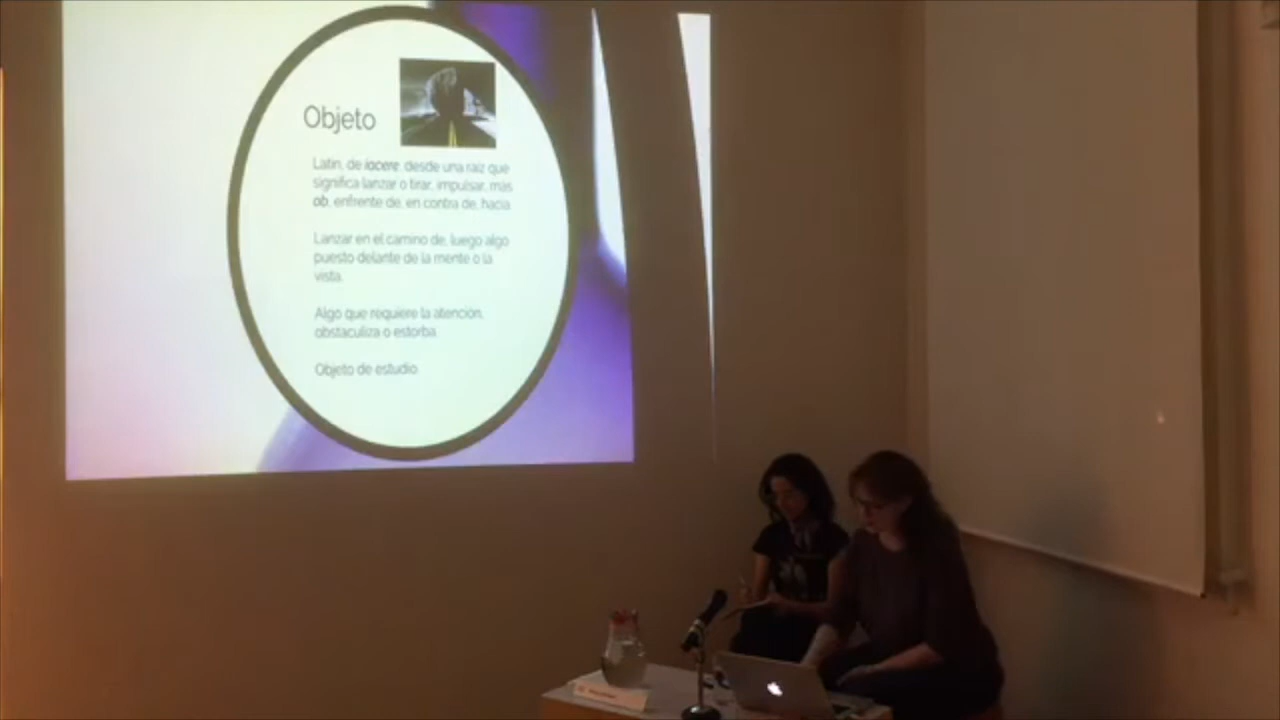 Objeto
Latín, de iacere, desde una raíz que
significa lanzar o tirar, impulsar, más
ob, enfrente de, en contra de, hacia
Lanzar en el camino de, luego algo
puesto delante de la mente o la
vista.
Algo que requiere la atención,
obstaculiza o estorba.
Objeto de estudio.